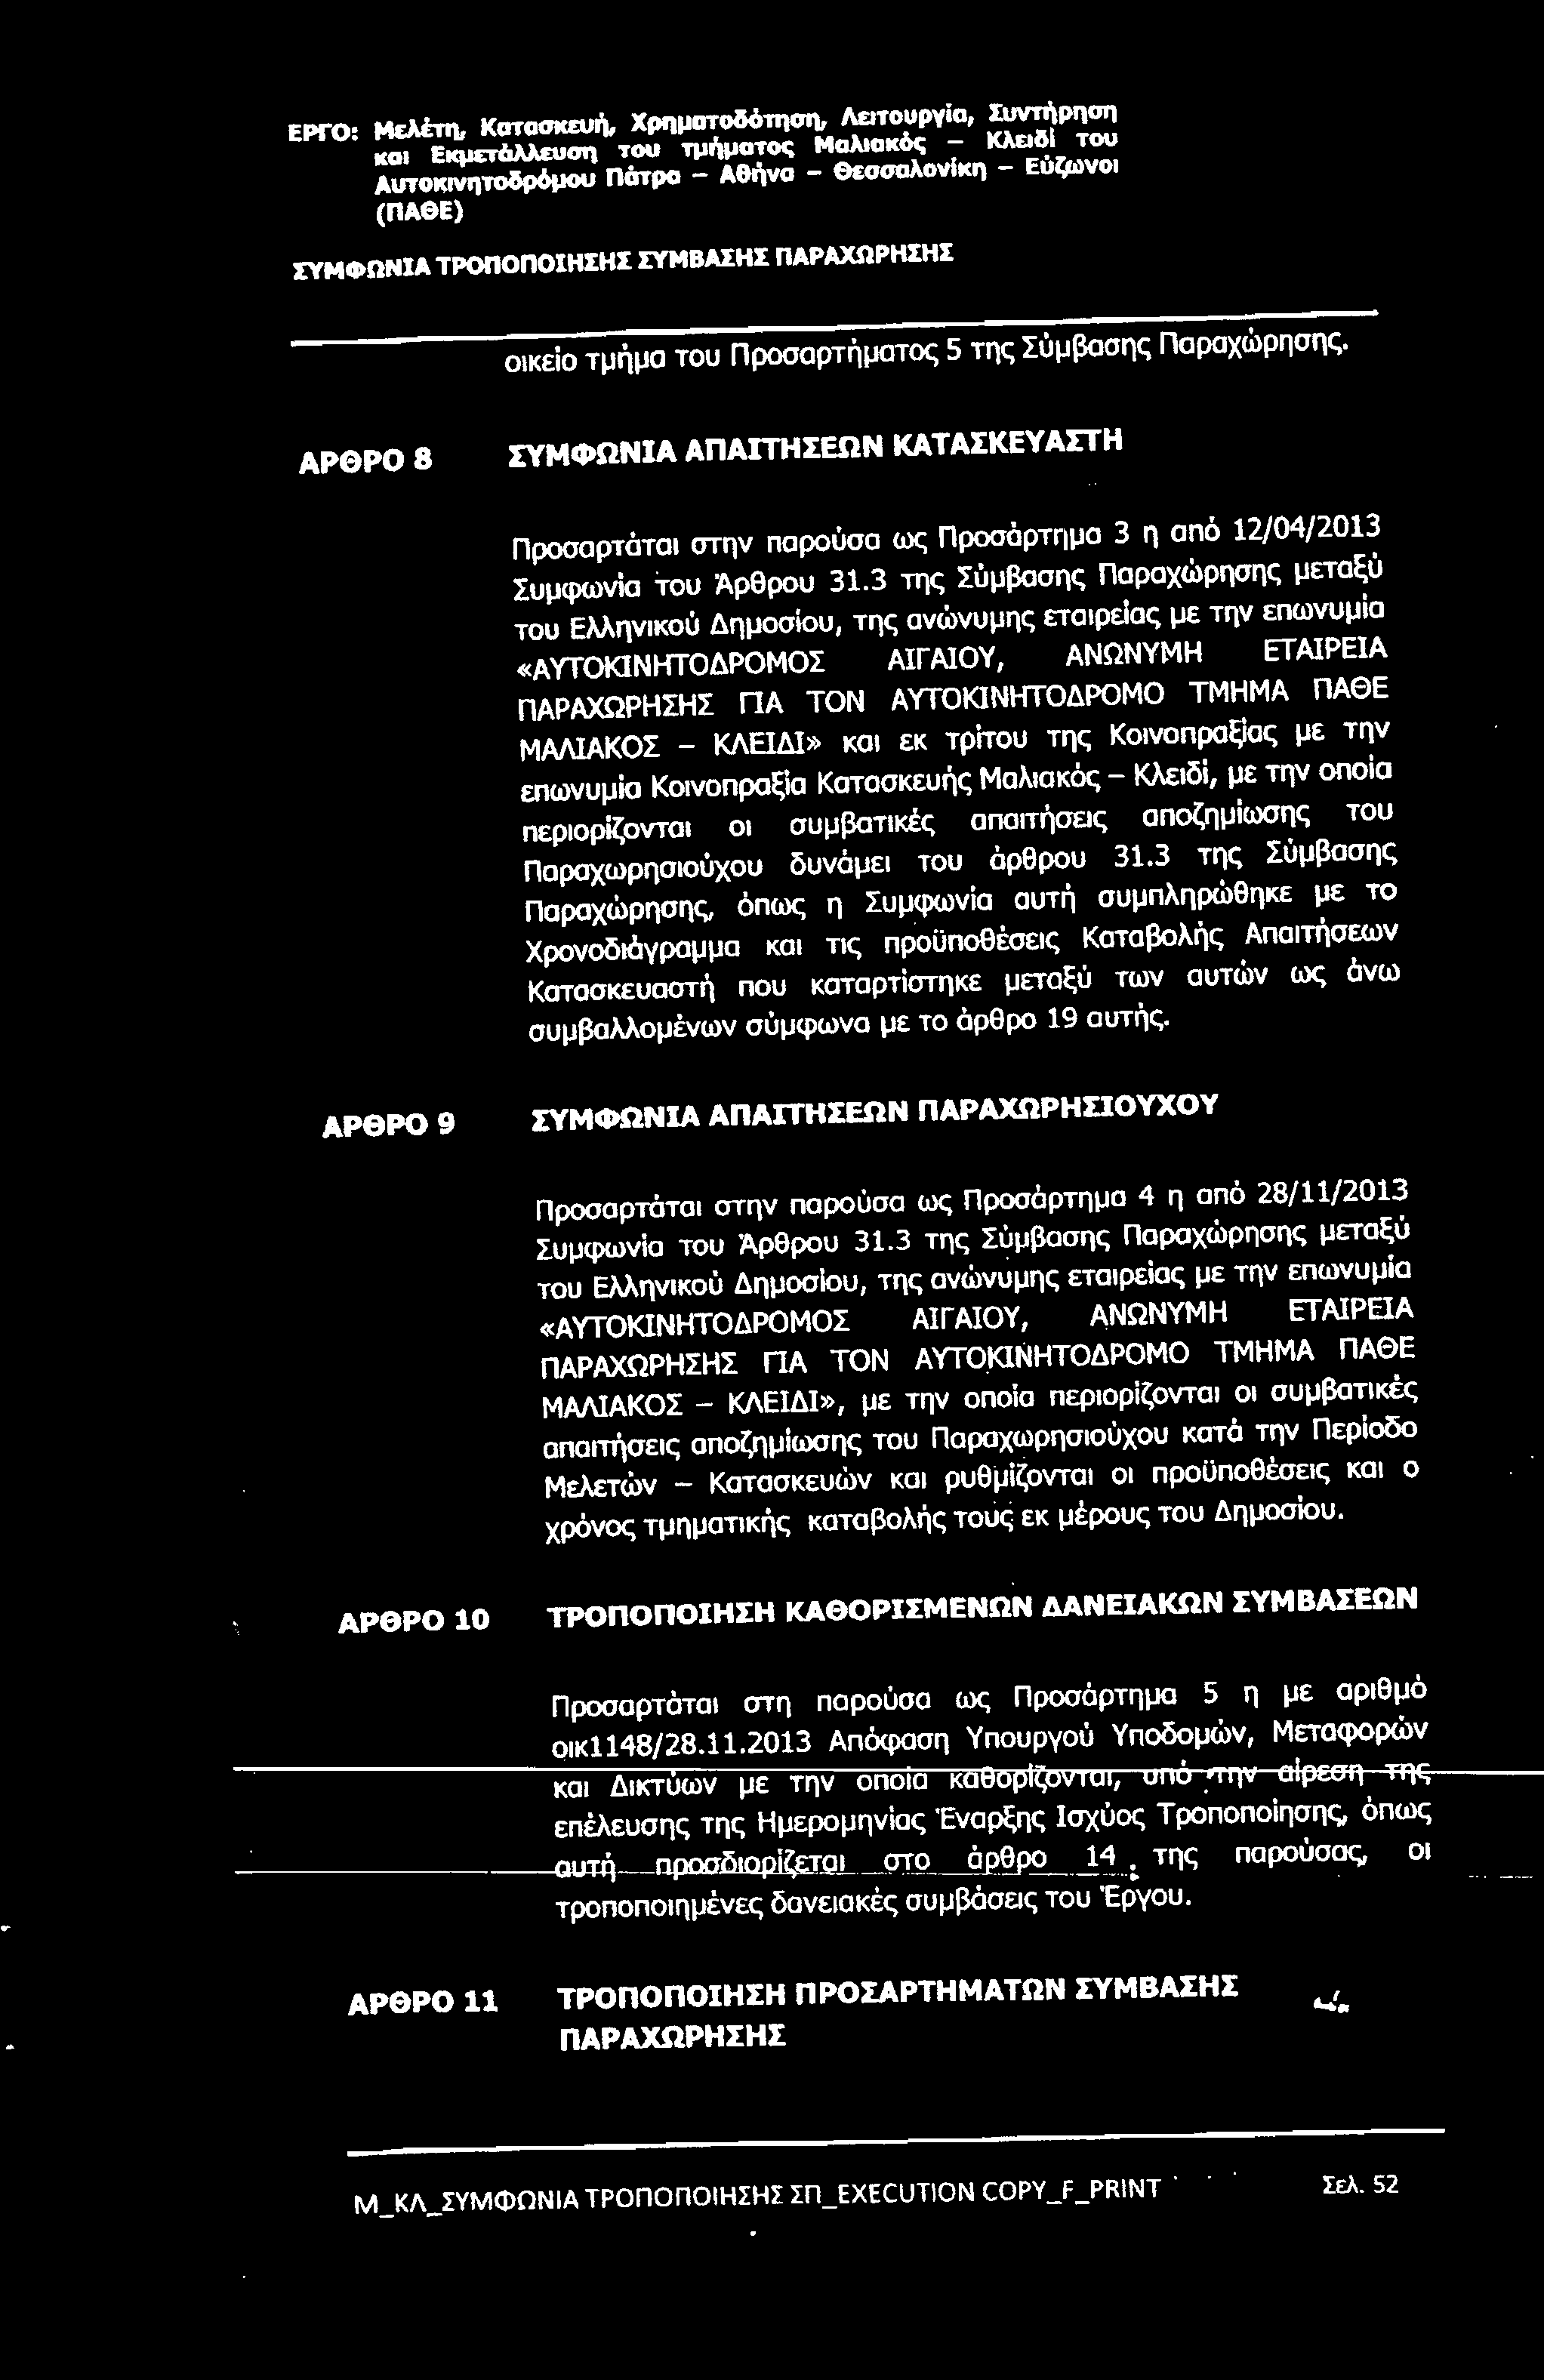 ΕΡΓΟ: Μελέτη, Κατασκευή, Χρηματοδότηση, Λειτουργία, Συντήρηση
και Εκμετάλλευση του τμήματος Μαλιακός – Κλειδί του
Αυτοκινητοδρόμου Πάτρα – Αθήνα – Θεσσαλονίκη – Εύζωνοι
(ΠΑΘΕ)
ΣΥΜΦΩΝΙΑ ΤΡΟΠΟΠΟΙΗΣΗΣ ΣΥΜΒΑΣΗΣ ΠΑΡΑΧΩΡΗΣΗΣ
οικείο τμήμα του Προσαρτήματος 5 της Σύμβασης Παραχώρησης.
ΑΡΘΡΟ 8 ΣΥΜΦΩΝΙΑ ΑΠΑΙΤΗΣΕΩΝ ΚΑΤΑΣΚΕΥΑΣΤΗ
Προσαρτάται στην παρούσα ως Προσάρτημα 3 η από 12/04/2013
Συμφωνία του Άρθρου 31.3 της Σύμβασης Παραχώρησης μεταξύ
του Ελληνικού Δημοσίου, της ανώνυμης εταιρείας με την επωνυμία
«ΑΥΤΟΚΙΝΗΤΟΔΡΟΜΟΣ ΑΙΓΑΙΟΥ, ΑΝΩΝΥΜΗ ΕΤΑΙΡΕΙΑ
ΠΑΡΑΧΩΡΗΣΗΣ ΓΙΑ ΤΟΝ ΑΥΤΟΚΙΝΗΤΟΔΡΟΜΟ ΤΜΗΜΑ ΠΑΘΕ
ΜΑΛΙΑΚΟΣ – ΚΛΕΙΔΙ» και εκ τρίτου της Κοινοπραξίας με την
επωνυμία Κοινοπραξία Κατασκευής Μαλιακός – Κλειδί, με την οποία
περιορίζονται οι συμβατικές απαιτήσεις αποζημίωσης του
Παραχωρησιούχου δυνάμει του άρθρου 31.3 της Σύμβασης
Παραχώρησης, όπως η Συμφωνία αυτή συμπληρώθηκε με το
Χρονοδιάγραμμα και τις προϋποθέσεις Καταβολής Απαιτήσεων
Κατασκευαστή που καταρτίστηκε μεταξύ των αυτών ως άνω
συμβαλλομένων σύμφωνα με το άρθρο 19 αυτής.
ΑΡΘΡΟ 9 ΣΥΜΦΩΝΙΑ ΑΠΑΙΤΗΣΕΩΝ ΠΑΡΑΧΩΡΗΣΙΟΥΧΟΥ
Προσαρτάται στην παρούσα ως Προσάρτημα 4 η από 28/11/2013
Συμφωνία του Άρθρου 31.3 της Σύμβασης Παραχώρησης μεταξύ
του Ελληνικού Δημοσίου, της ανώνυμης εταιρείας με την επωνυμία
«ΑΥΤΟΚΙΝΗΤΟΔΡΟΜΟΣ ΑΙΓΑΙΟΥ, ΑΝΩΝΥΜΗ ΕΤΑΙΡΕΙΑ
ΠΑΡΑΧΩΡΗΣΗΣ ΓΙΑ ΤΟΝ ΑΥΤΟΚΙΝΗΤΟΔΡΟΜΟ ΤΜΗΜΑ ΠΑΘΕ
ΜΑΛΙΑΚΟΣ – ΚΛΕΙΔΙ», με την οποία περιορίζονται οι συμβατικές
απαιτήσεις αποζημίωσης του Παραχωρησιούχου κατά την Περίοδο
Μελετών – Κατασκευών και ρυθμίζονται οι προϋποθέσεις και ο
χρόνος τμηματικής καταβολής τους εκ μέρους του Δημοσίου.
ΑΡΘΡΟ 10 ΤΡΟΠΟΠΟΙΗΣΗ ΚΑΘΟΡΙΣΜΕΝΩΝ ΔΑΝΕΙΑΚΩΝ ΣΥΜΒΑΣΕΩΝ
Προσαρτάται στη παρούσα ως Προσάρτημα 5 η με αριθμό
οικ1148/28.11.2013 Απόφαση Υπουργού Υποδομών, Μεταφορών
και Δικτύων με την οποία καθορίζονται, υπό την αίρεση της
επέλευσης της Ημερομηνίας Έναρξης Ισχύος Τροποποίησης, όπως
αυτή προσδιορίζεται στο άρθρο 14 της παρούσας, οι
τροποποιημένες δανειακές συμβάσεις του Έργου.
ΑΡΘΡΟ 11 ΤΡΟΠΟΠΟΙΗΣΗ ΠΡΟΣΑΡΤΗΜΑΤΩΝ ΣΥΜΒΑΣΗΣ
ΠΑΡΑΧΩΡΗΣΗΣ
Μ_ΚΛ_ΣΥΜΦΩΝΙΑ ΤΡΟΠΟΠΟΙΗΣΗΣ ΣΠ_EXECUTION COPY_F_PRINT Σελ. 52